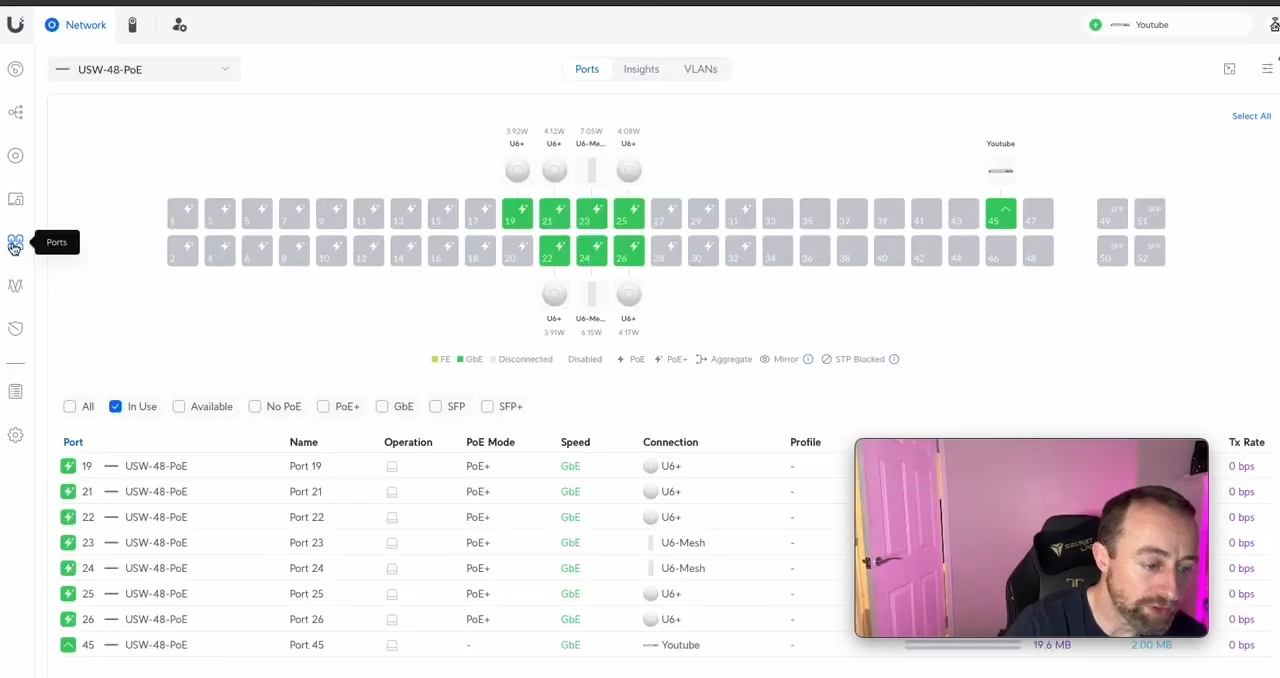 Network
Youtube
USW-48-PoE
Ports Insights VLANs
Select All
3.92W 4.12W 7.05W 4.08W
U6+ U6+ U6-Me... U6+ Youtube
1 3 5 7 9 11 13 15 17 19 21 23 25 27 29 31 33 35 37 39 41 43 45 47 49 SFP 51 SFP
Ports
2 4 6 8 10 12 14 16 18 20 22 24 26 28 30 32 34 36 38 40 42 44 46 48 50 SFP 52 SFP
U6+ U6-Me... U6+
3.91W 6.15W 4.17W
FE GbE Disconnected Disabled PoE PoE+ Aggregate Mirror STP Blocked
All In Use Available No PoE PoE+ GbE SFP SFP+
Port Name Operation PoE Mode Speed Connection Profile Tx Rate
19 USW-48-PoE Port 19 PoE+ GbE U6+ - 0 bps
21 USW-48-PoE Port 21 PoE+ GbE U6+ - 0 bps
22 USW-48-PoE Port 22 PoE+ GbE U6+ - 0 bps
23 USW-48-PoE Port 23 PoE+ GbE U6-Mesh - 0 bps
24 USW-48-PoE Port 24 PoE+ GbE U6-Mesh - 0 bps
25 USW-48-PoE Port 25 PoE+ GbE U6+ - 0 bps
26 USW-48-PoE Port 26 PoE+ GbE U6+ - 0 bps
45 USW-48-PoE Port 45 - GbE Youtube - 19.6 MB 2.00 MB 0 bps